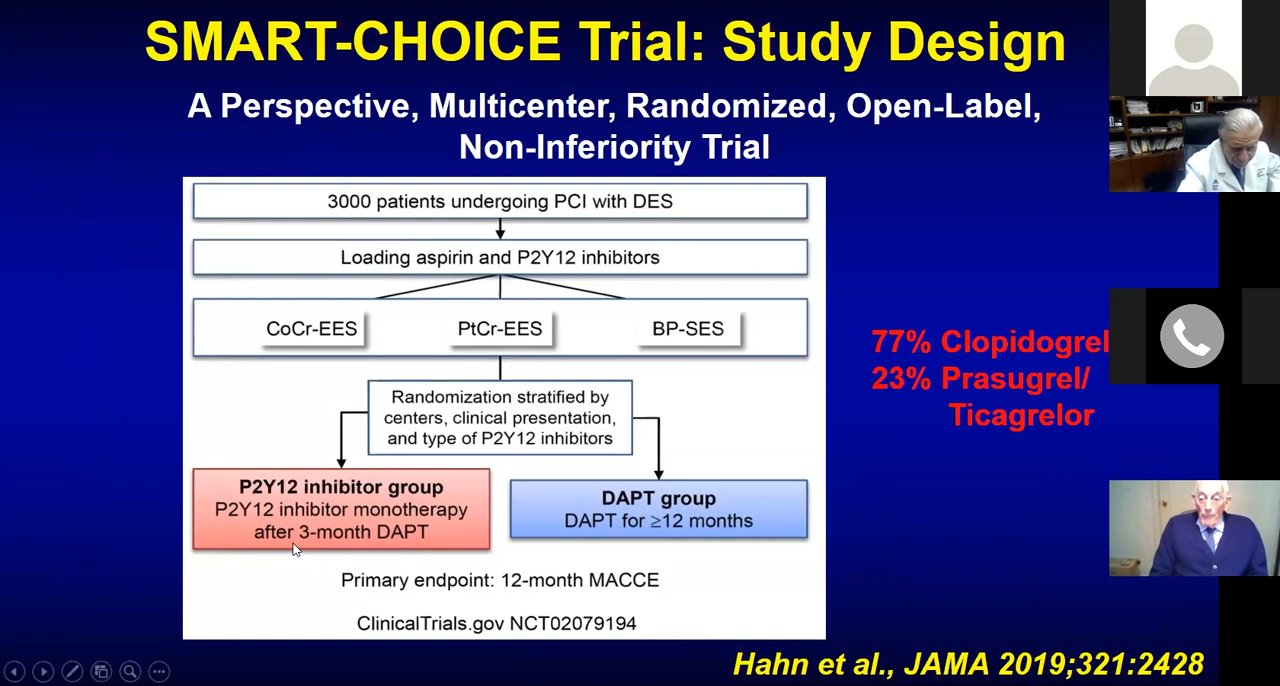 SMART-CHOICE Trial: Study Design
A Perspective, Multicenter, Randomized, Open-Label,
Non-Inferiority Trial
3000 patients undergoing PCI with DES
Loading aspirin and P2Y12 inhibitors
CoCr-EES PtCr-EES BP-SES
Randomization stratified by
centers, clinical presentation,
and type of P2Y12 inhibitors
P2Y12 inhibitor group
P2Y12 inhibitor monotherapy
after 3-month DAPT
DAPT group
DAPT for ≥12 months
Primary endpoint: 12-month MACCE
ClinicalTrials.gov NCT02079194
77% Clopidogrel
23% Prasugrel/
Ticagrelor
Hahn et al., JAMA 2019;321:2428